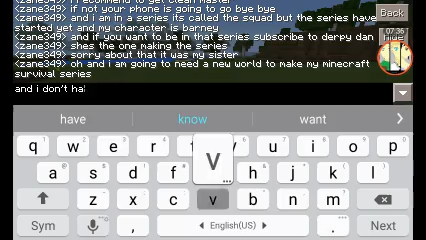 <zane349> i recommend to get clean master
<zane349> if not your phone is going to go bye bye
<zane349> and i am in a series its called the squad but the series have
started yet and my character is barney
<zane349> and if you want to be in that series subscribe to derpy dan
<zane349> shes the one making the series
<zane349> sorry about that it was my sister
<zane349> oh and i am going to need a new world to make my minecraft
survival series
Back
07:36
and i don't ha
have know want
q w e r i o p
V
a s d f h j k l
z x c v b n m
Sym , English(US) . Next